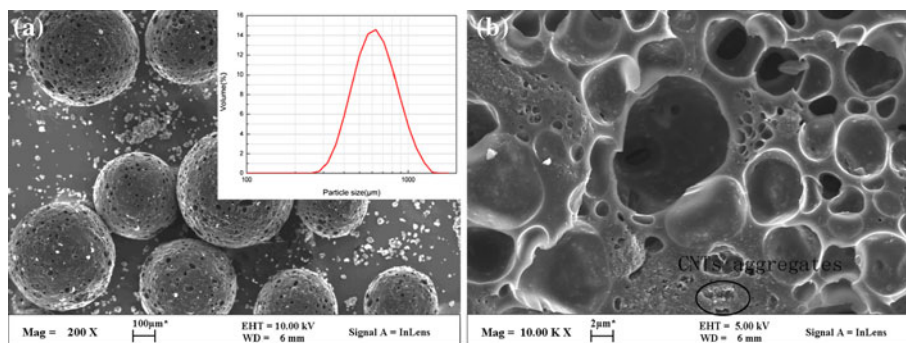 (a)
16
14
12
10
8
6
4
2
0
Volume(%)
100
1000
Particle size(μm)
Mag = 200 X
100μm*
EHT = 10.00 kV
WD = 6 mm
Signal A = InLens
(b)
CNTs aggregates
Mag = 10.00 K X
2μm*
EHT = 5.00 kV
WD = 6 mm
Signal A = InLens